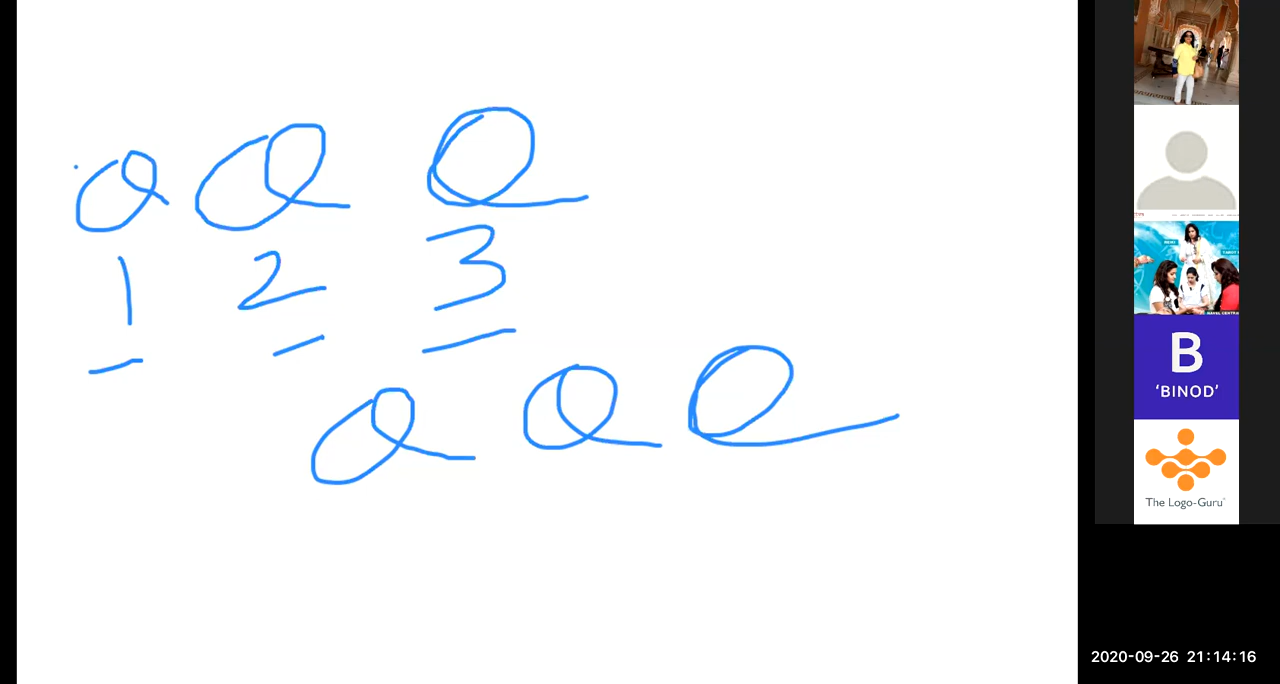 a a a
1 2 3
a a a
B
'BINOD'
The Logo-Guru
2020-09-26 21:14:16